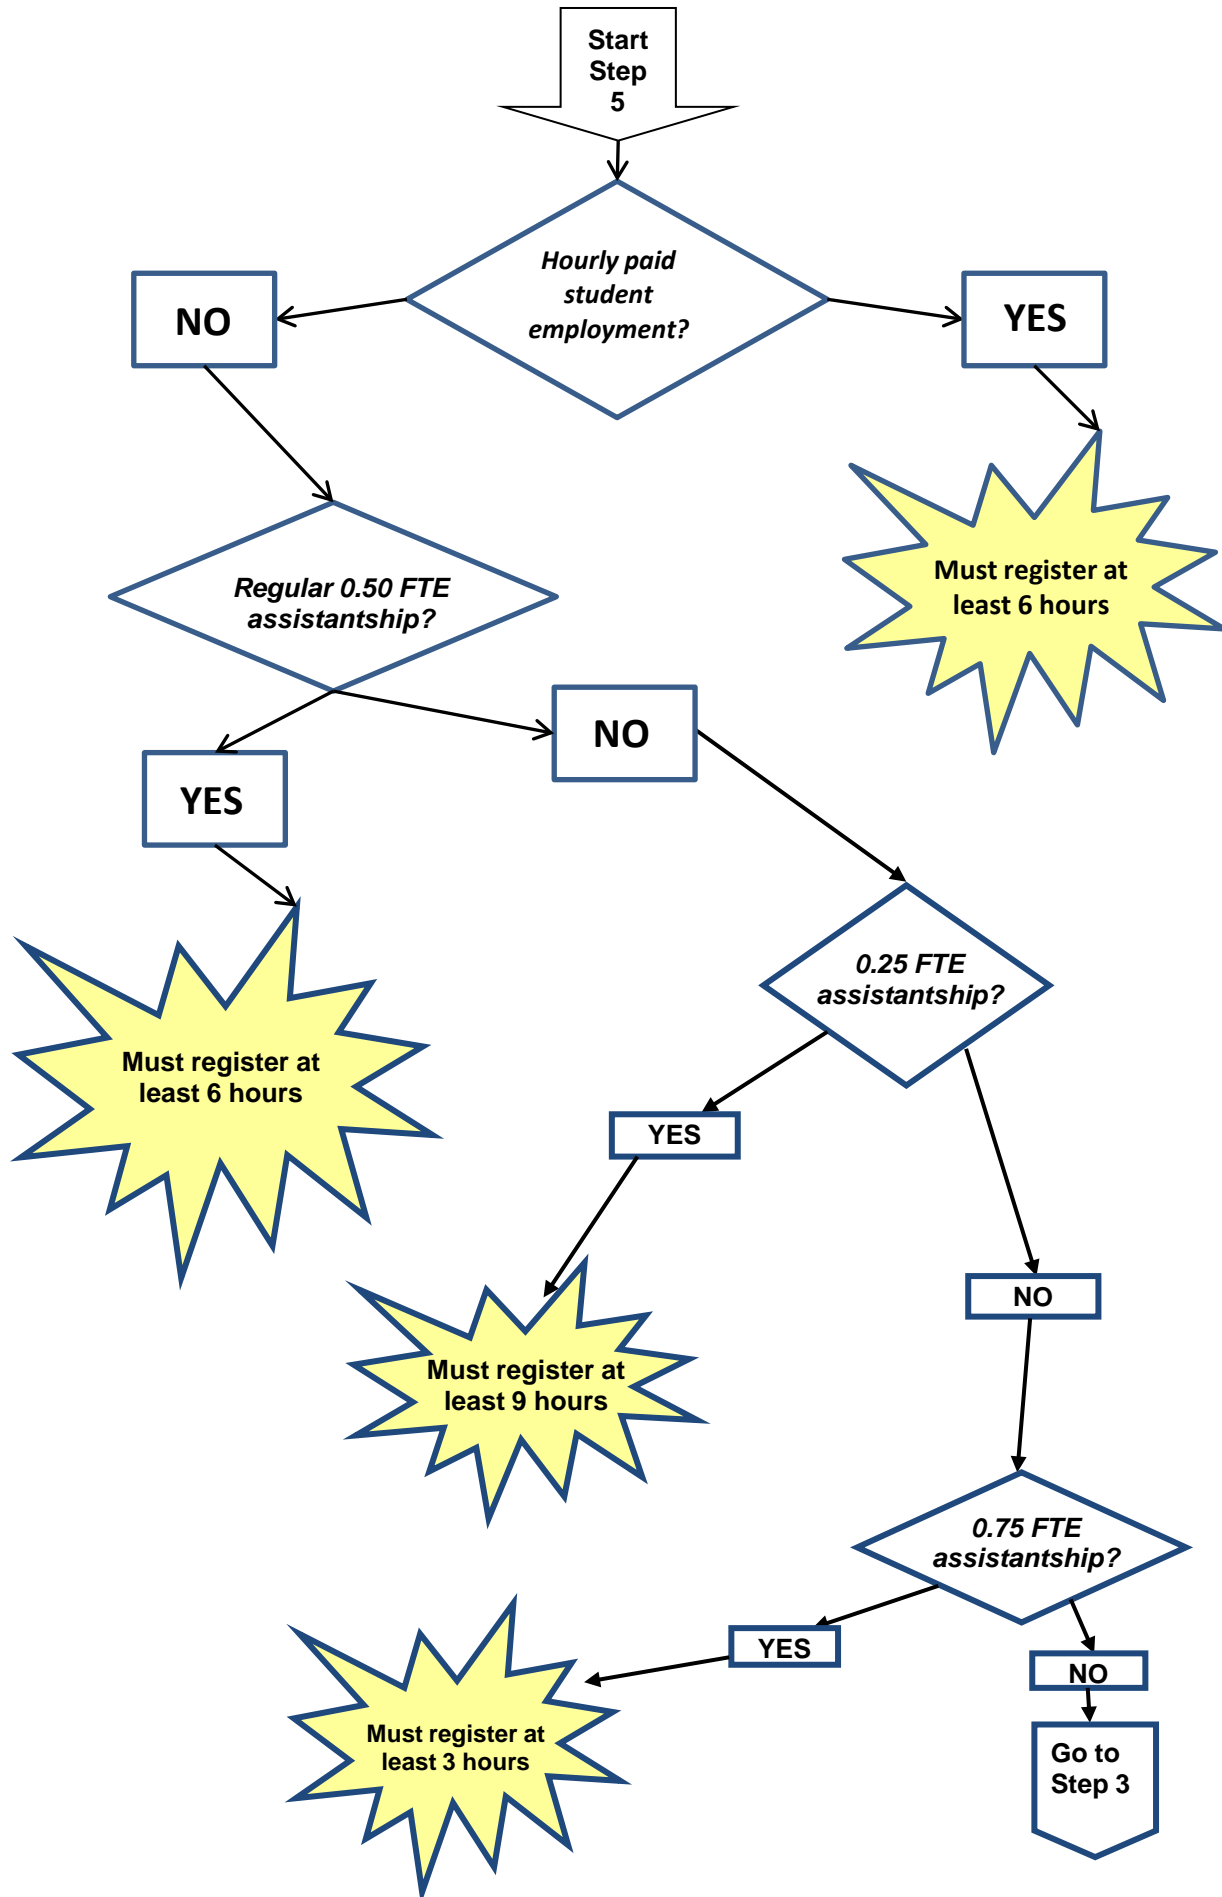 Start
Step
5
Hourly paid
student
employment?
NO
YES
Must register at
least 6 hours
Regular 0.50 FTE
assistantship?
NO
YES
0.25 FTE
assistantship?
Must register at
least 6 hours
YES
NO
Must register at
least 9 hours
0.75 FTE
assistantship?
YES
NO
Must register at
least 3 hours
Go to
Step 3